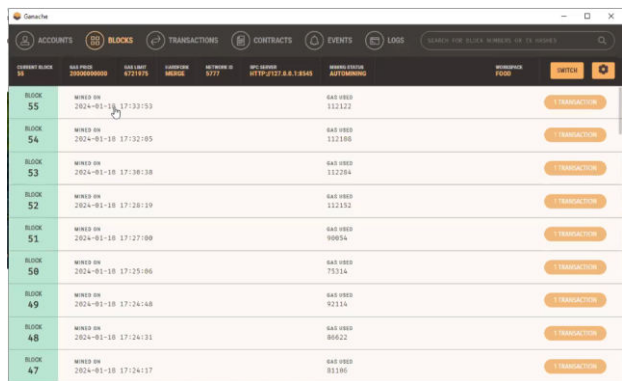 Ganache
ACCOUNTS BLOCKS TRANSACTIONS CONTRACTS EVENTS LOGS SEARCH FOR BLOCK NUMBERS OR TX HASHES
CURRENT BLOCK GAS PRICE GAS LIMIT HARDFORK NETWORK ID RPC SERVER MINING STATUS WORKSPACE SWITCH
55 20000000000 6721975 MERGE 5777 HTTP://127.0.0.1:8545 AUTOMINING FOOD
BLOCK MINED ON GAS USED
55 2024-01-18 17:33:53 112122 1 TRANSACTION
BLOCK MINED ON GAS USED
54 2024-01-18 17:32:05 1 TRANSACTION
BLOCK MINED ON GAS USED
53 2024-01-18 17:30:38 112284 1 TRANSACTION
BLOCK MINED ON GAS USED
52 2024-01-18 17:28:19 112152 1 TRANSACTION
BLOCK MINED ON GAS USED
51 2024-01-18 17:27:00 90054 1 TRANSACTION
BLOCK MINED ON GAS USED
50 2024-01-18 17:25:06 75314 1 TRANSACTION
BLOCK MINED ON GAS USED
49 2024-01-18 17:24:48 92114 1 TRANSACTION
BLOCK MINED ON GAS USED
48 2024-01-18 17:24:31 86622 1 TRANSACTION
BLOCK MINED ON GAS USED
47 2024-01-18 17:24:17 81106 1 TRANSACTION